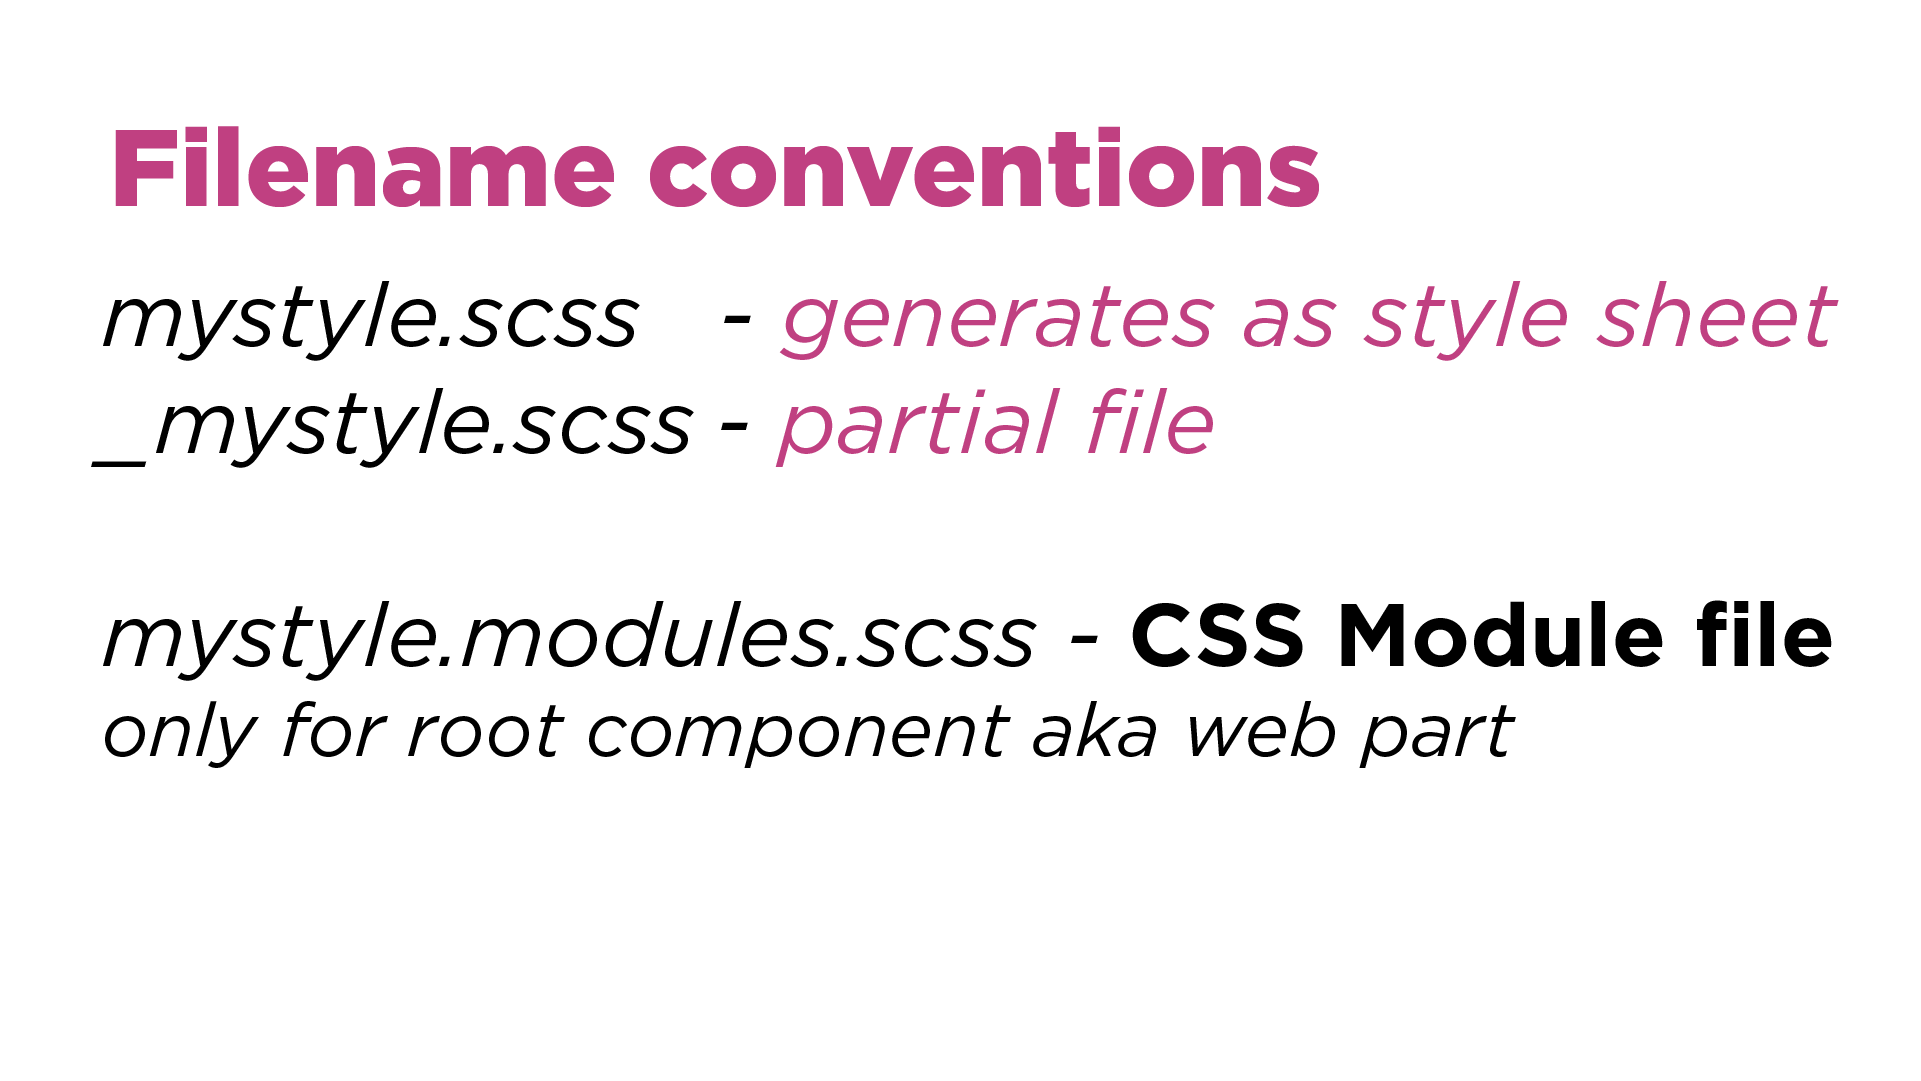 Filename conventions
mystyle.scss - generates as style sheet
_mystyle.scss - partial file
mystyle.modules.scss - CSS Module file
only for root component aka web part